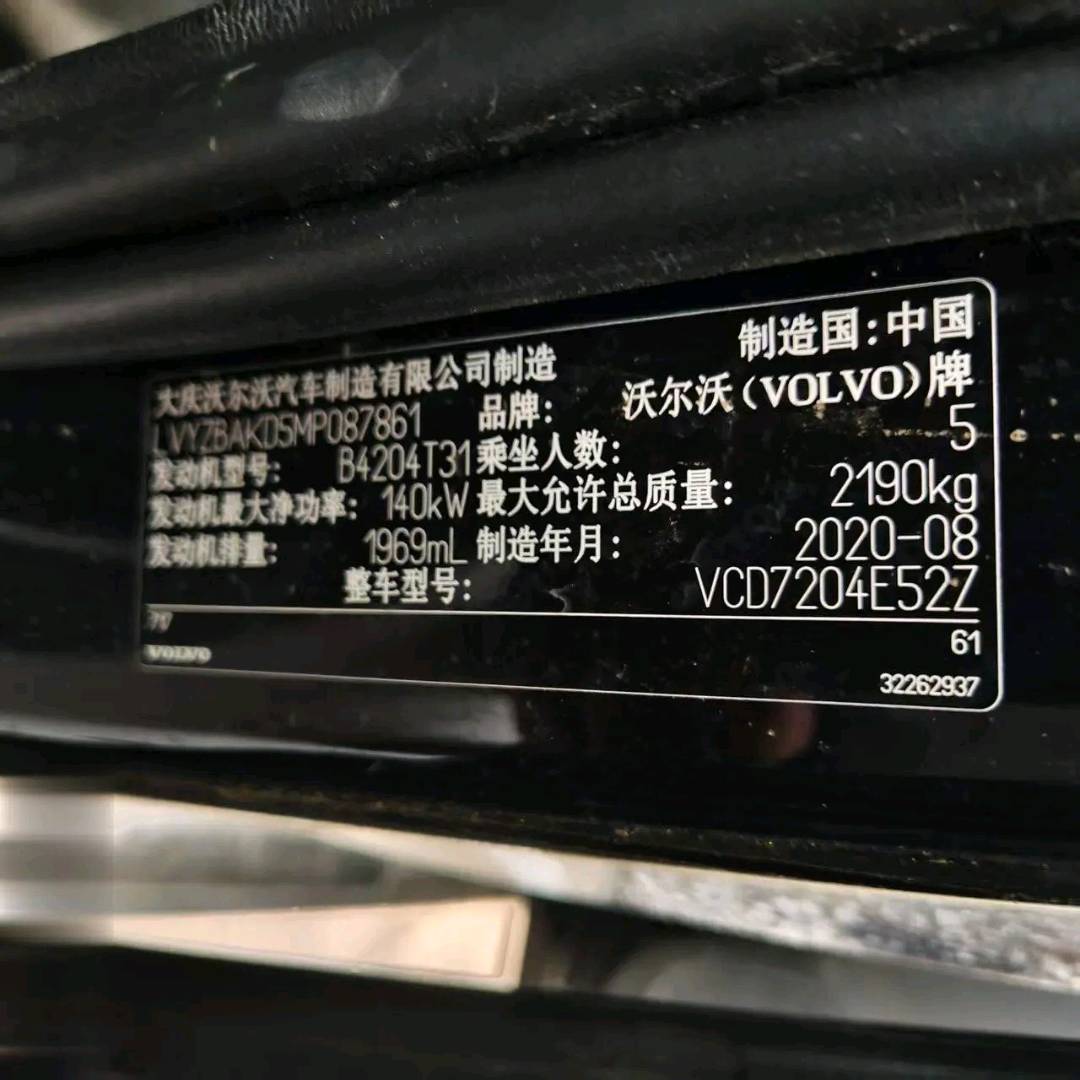 制造国:中国
大庆沃尔沃汽车制造有限公司制造
品牌: 沃尔沃(VOLVO)牌
LVYZBAKD5MP087861
乘坐人数: 5
发动机型号: B4204T31
最大允许总质量: 2190kg
发动机最大净功率: 140kW
制造年月: 2020-08
发动机排量: 1969mL
整车型号: VCD7204E52Z
717
61
VOLVO
32262937